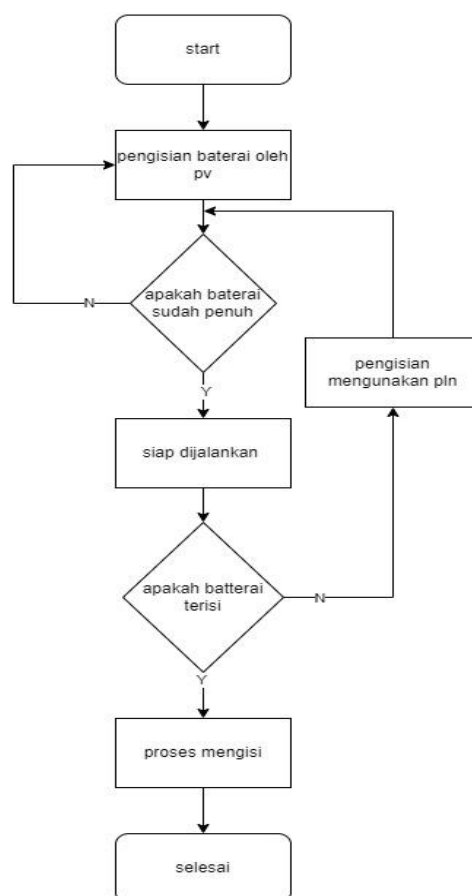 start
pengisian baterai oleh
pv
apakah baterai
sudah penuh
N
pengisian
mengunakan pln
Y
siap dijalankan
apakah batterai
terisi
N
Y
proses mengisi
selesai